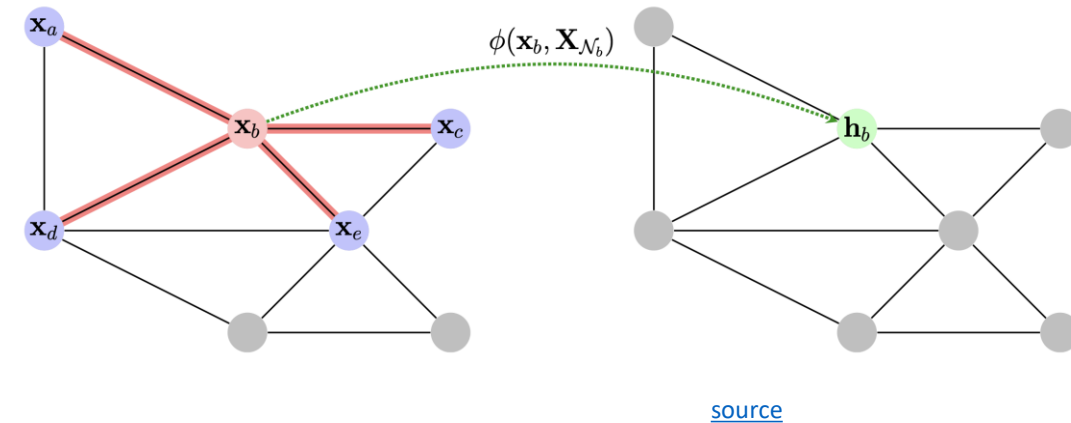 x_a
ϕ(x_b, X_{𝒩_b})
x_b
x_c
h_b
x_d
x_e
source